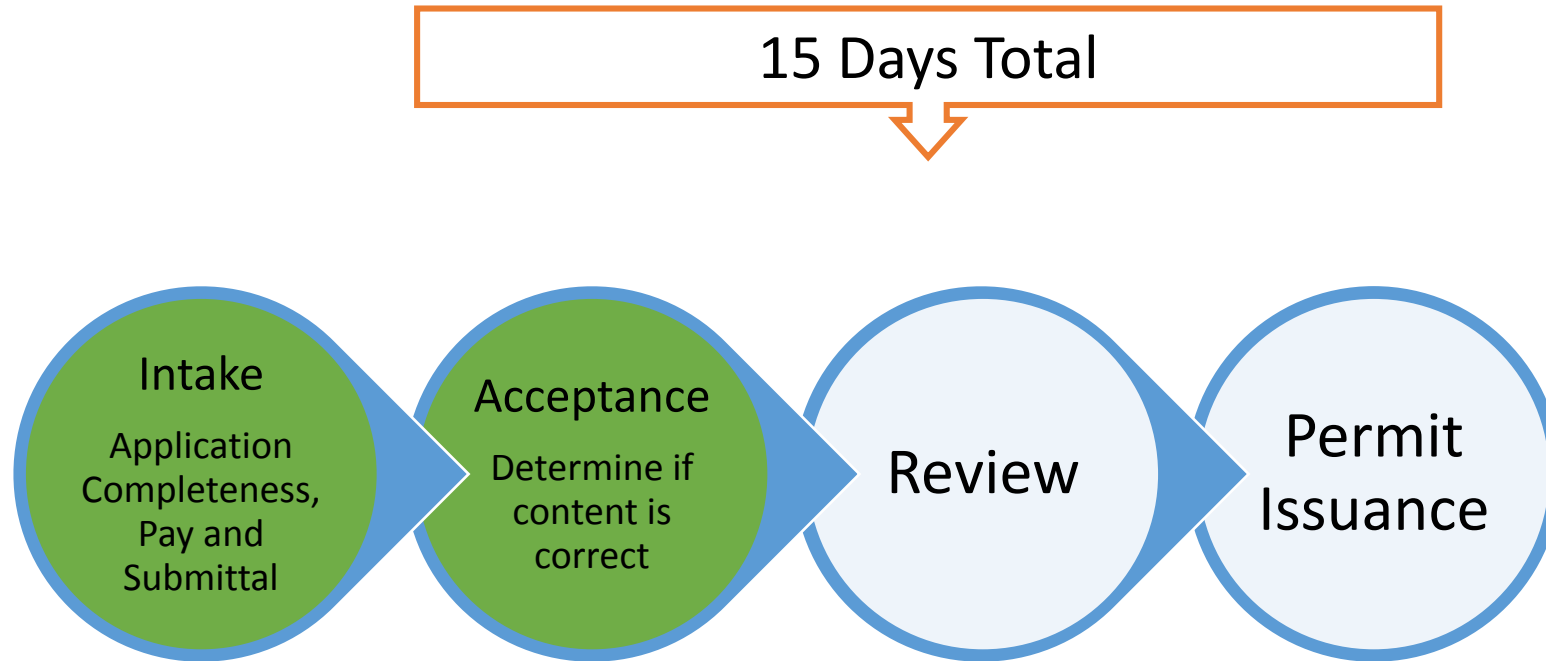 15 Days Total
Intake
Application
Completeness,
Pay and
Submittal
Acceptance
Determine if
content is
correct
Review
Permit
Issuance